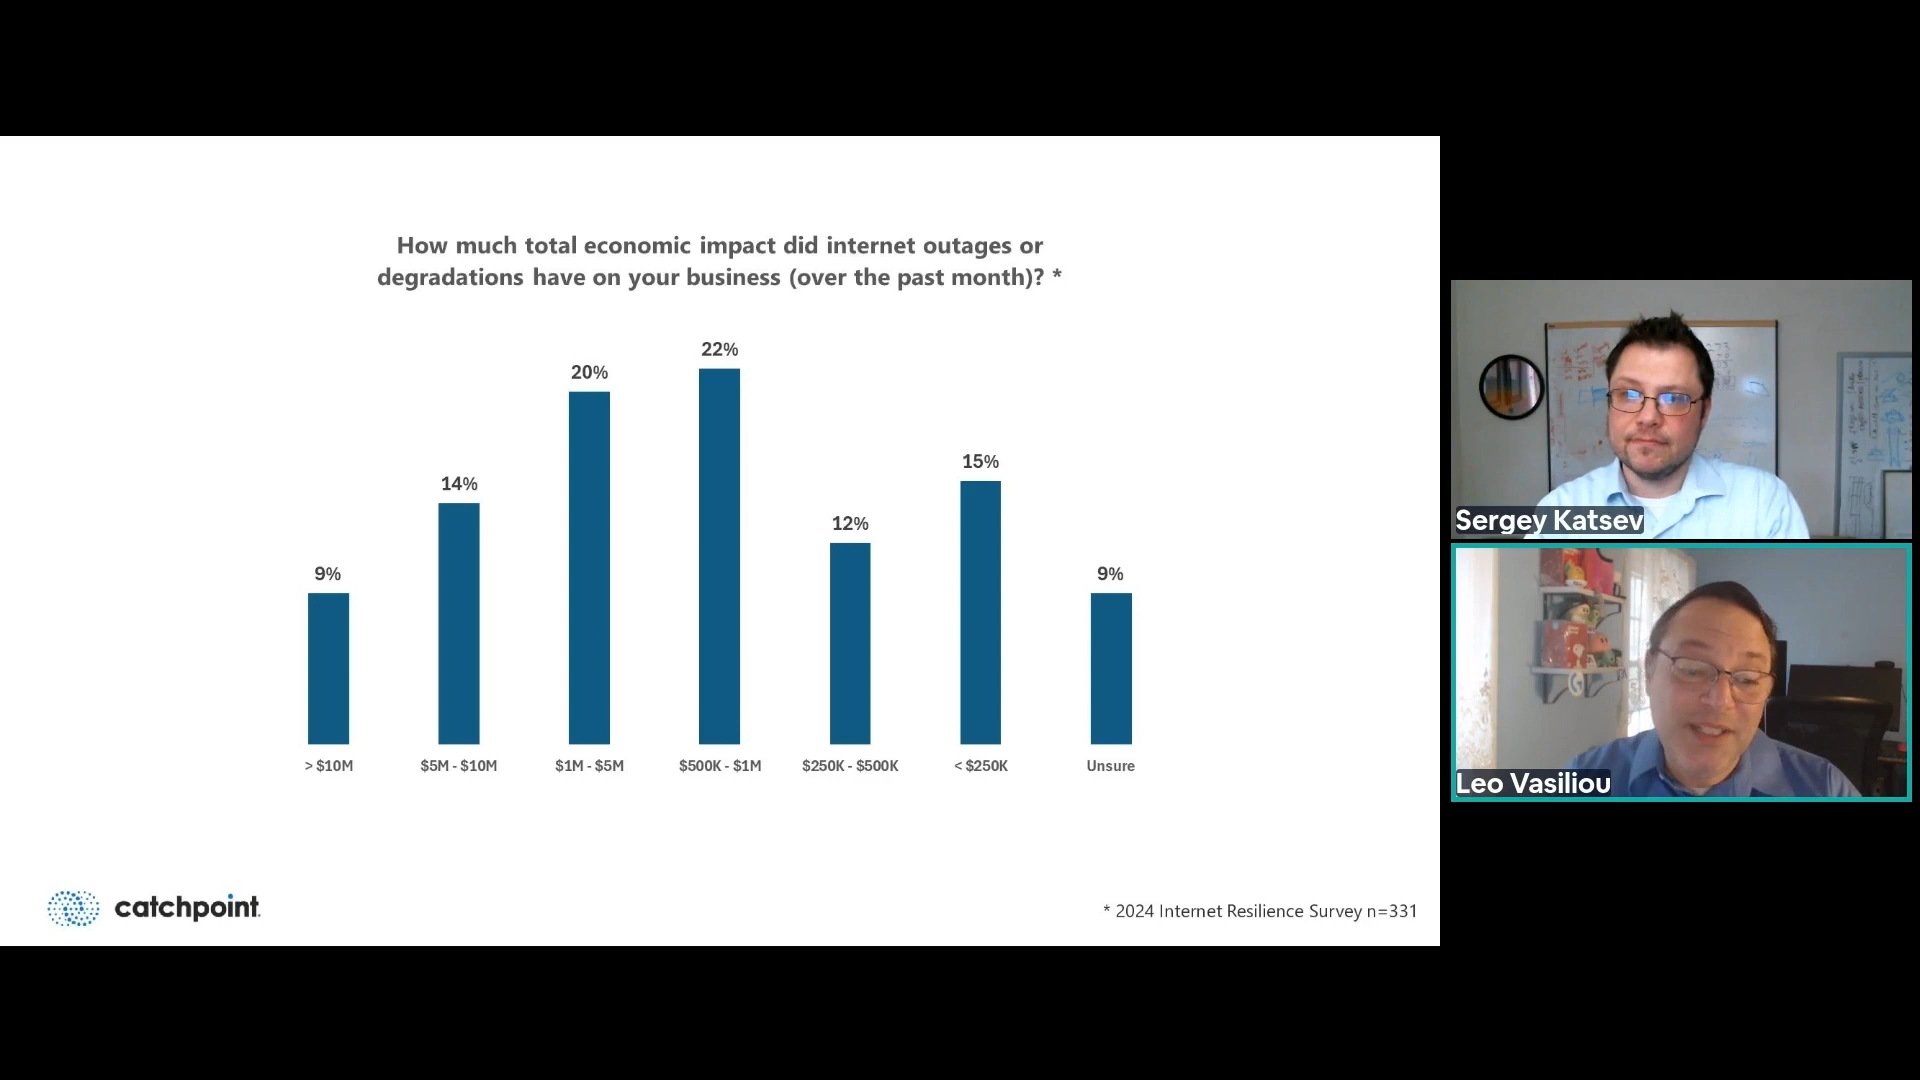 How much total economic impact did internet outages or
degradations have on your business (over the past month)? *
9%
14%
20%
22%
12%
15%
9%
> $10M
$5M - $10M
$1M - $5M
$500K - $1M
$250K - $500K
< $250K
Unsure
catchpoint.
* 2024 Internet Resilience Survey n=331
Sergey Katsev
Leo Vasiliou